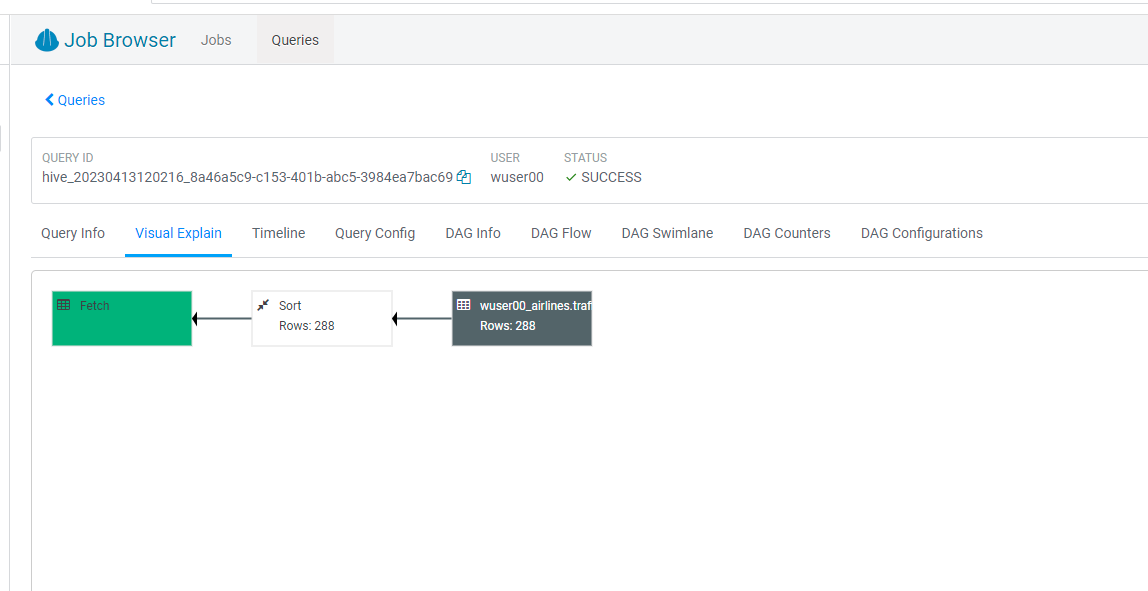 Job Browser Jobs Queries
Queries
QUERY ID USER STATUS
hive_20230413120216_8a46a5c9-c153-401b-abc5-3984ea7bac69 wuser00 SUCCESS
Query Info Visual Explain Timeline Query Config DAG Info DAG Flow DAG Swimlane DAG Counters DAG Configurations
Fetch Sort wuser00_airlines.traf
Rows: 288 Rows: 288